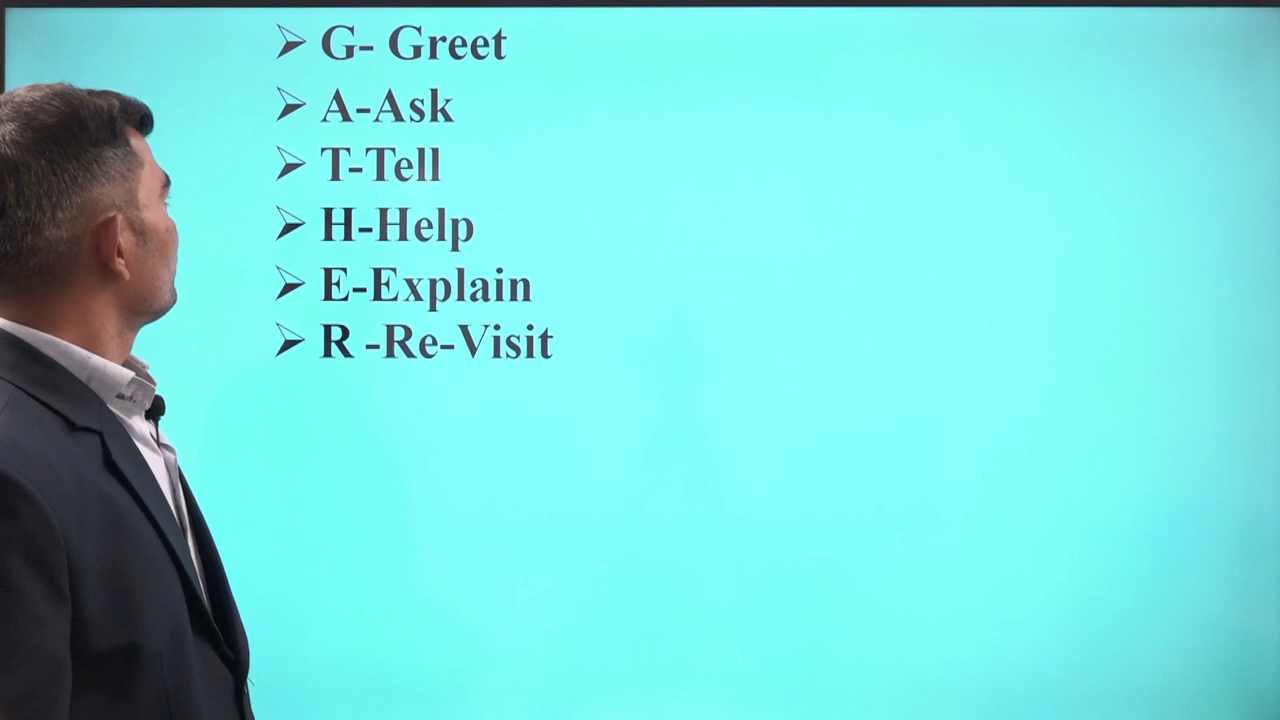 G- Greet
A-Ask
T-Tell
H-Help
E-Explain
R -Re-Visit